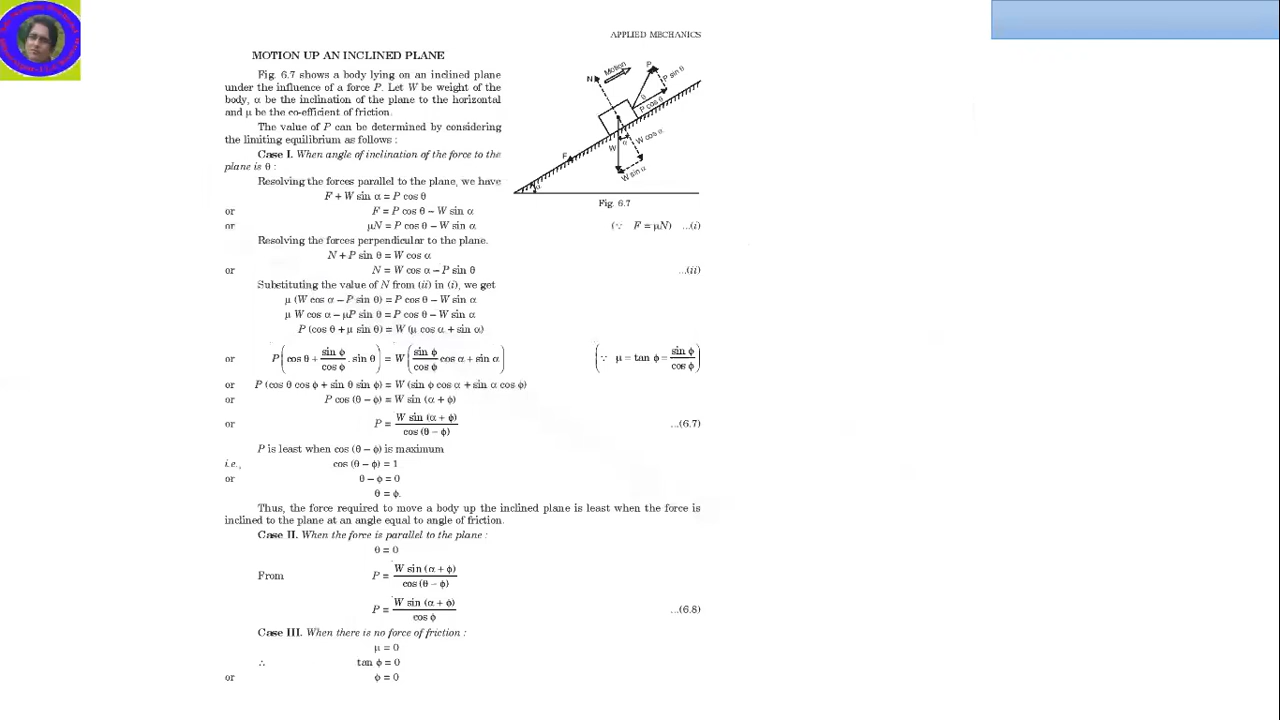 APPLIED MECHANICS
MOTION UP AN INCLINED PLANE
Fig. 6.7 shows a body lying on an inclined plane
under the influence of a force P. Let W be weight of the
body, α be the inclination of the plane to the horizontal
and μ be the co-efficient of friction.
The value of P can be determined by considering
the limiting equilibrium as follows :
Case I. When angle of inclination of the force to the
plane is θ :
Resolving the forces parallel to the plane, we have
F + W sin α = P cos θ
or F = P cos θ – W sin α
or μN = P cos θ – W sin α (∵ F = μN) ...(i)
N
Motion
P
P sin θ
θ
P cos θ
W
α
W cos α
W sin α
F
α
Fig. 6.7
Resolving the forces perpendicular to the plane.
N + P sin θ = W cos α
or N = W cos α – P sin θ ...(ii)
Substituting the value of N from (ii) in (i), we get
μ (W cos α – P sin θ) = P cos θ – W sin α
μ W cos α – μP sin θ = P cos θ – W sin α
P (cos θ + μ sin θ) = W (μ cos α + sin α)
or P(cos θ + sin ϕ/cos ϕ . sin θ) = W(sin ϕ/cos ϕ cos α + sin α) (∵ μ = tan ϕ = sin ϕ/cos ϕ)
or P (cos θ cos ϕ + sin θ sin ϕ) = W (sin ϕ cos α + sin α cos ϕ)
or P cos (θ – ϕ) = W sin (α + ϕ)
or P = W sin (α + ϕ)/cos (θ – ϕ) ...(6.7)
P is least when cos (θ – ϕ) is maximum
i.e., cos (θ – ϕ) = 1
or θ – ϕ = 0
θ = ϕ.
Thus, the force required to move a body up the inclined plane is least when the force is
inclined to the plane at an angle equal to angle of friction.
Case II. When the force is parallel to the plane :
θ = 0
From P = W sin (α + ϕ)/cos (θ – ϕ)
P = W sin (α + ϕ)/cos ϕ ...(6.8)
Case III. When there is no force of friction :
μ = 0
∴ tan ϕ = 0
or ϕ = 0